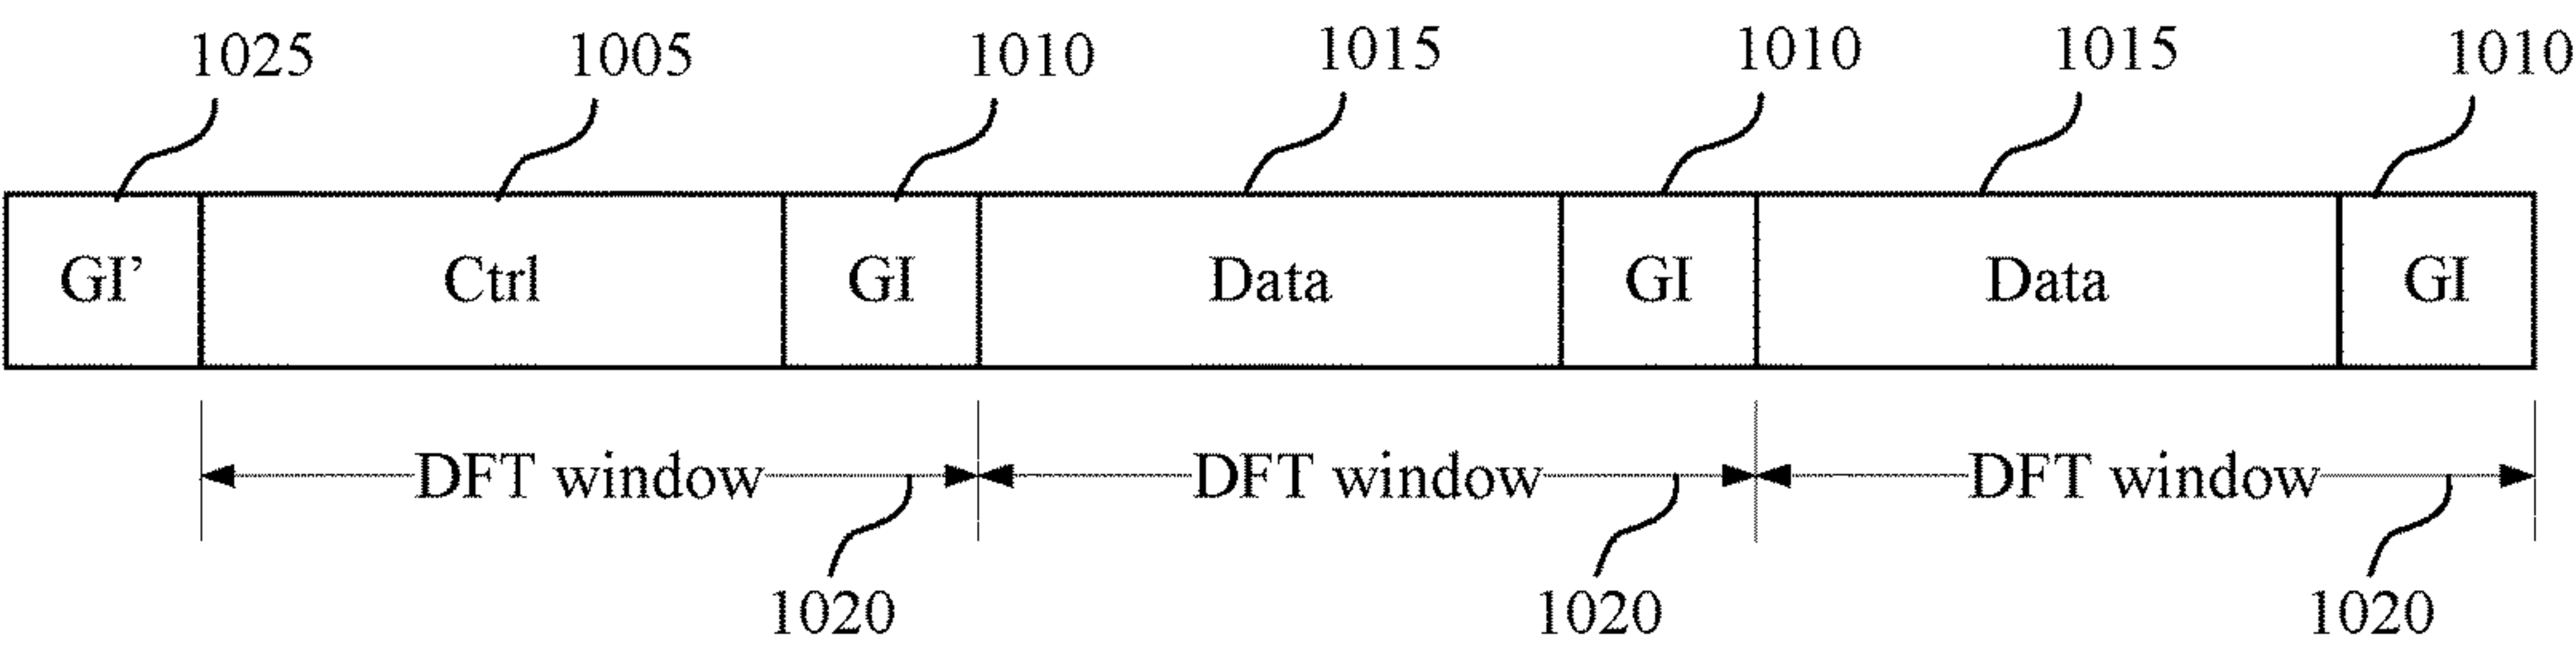 1025 1005 1010 1015 1010 1015 1010
GI’ Ctrl GI Data GI Data GI
DFT window DFT window DFT window
1020 1020 1020